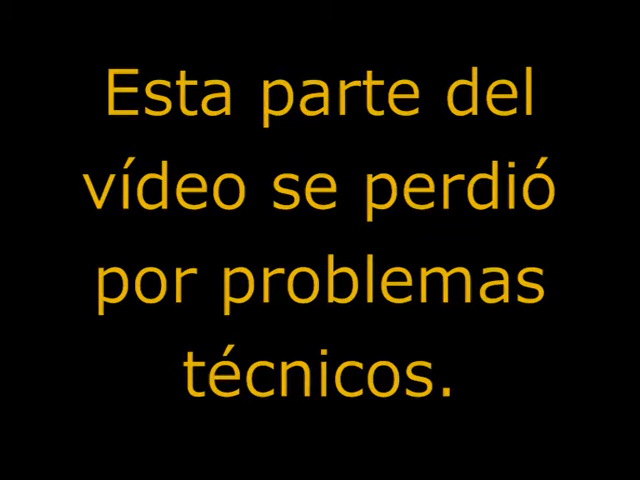 Esta parte del
vídeo se perdió
por problemas
técnicos.